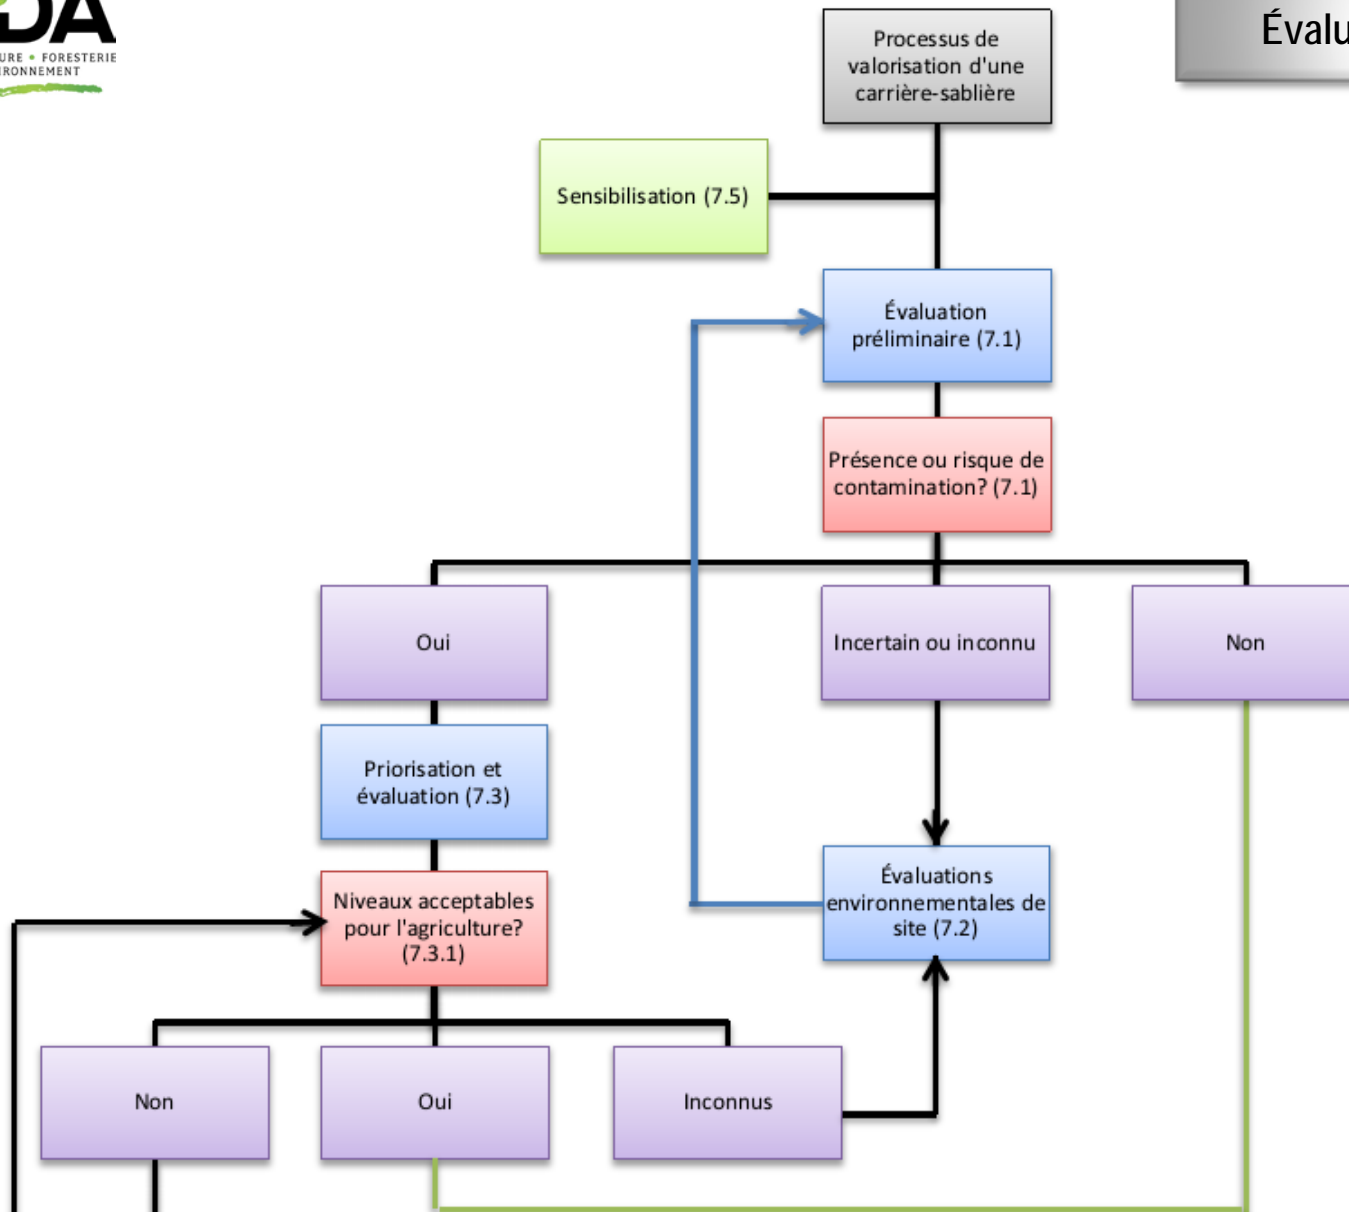 DA
URE • FORESTERIE
RONNEMENT
Évalu
Processus de
valorisation d'une
carrière-sablière
Sensibilisation (7.5)
Évaluation
préliminaire (7.1)
Présence ou risque de
contamination? (7.1)
Oui
Incertain ou inconnu
Non
Priorisation et
évaluation (7.3)
Niveaux acceptables
pour l'agriculture?
(7.3.1)
Évaluations
environnementales de
site (7.2)
Non
Oui
Inconnus